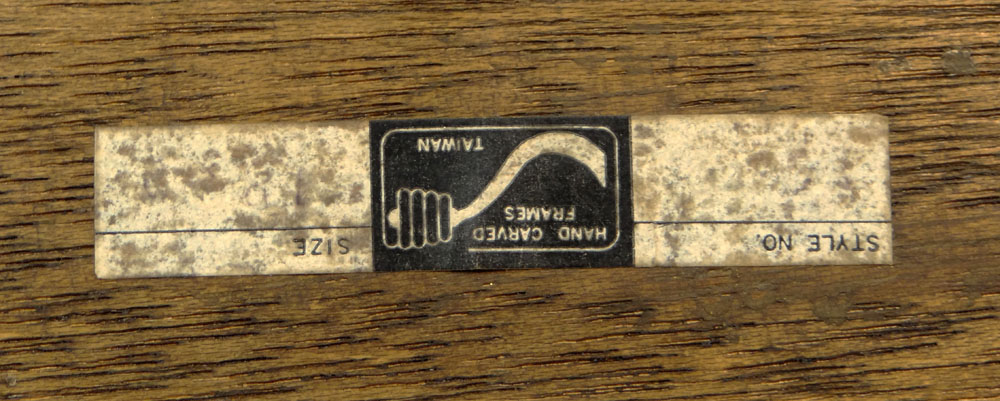 STYLE NO.
HAND CARVED
FRAMES
TAIWAN
SIZE